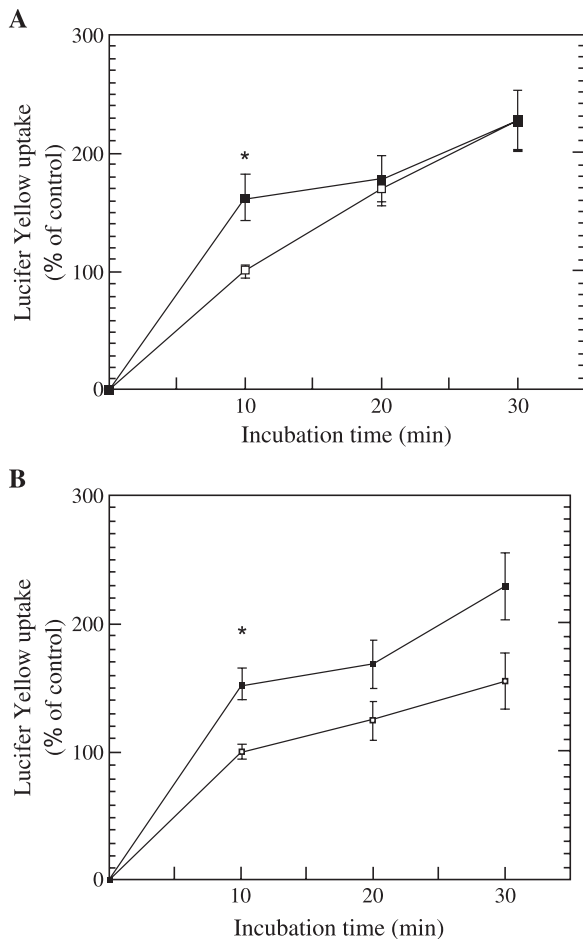 A
300
200
100
0
*
10
20
30
Incubation time (min)
Lucifer Yellow uptake
(% of control)
B
300
200
100
0
*
10
20
30
Incubation time (min)
Lucifer Yellow uptake
(% of control)